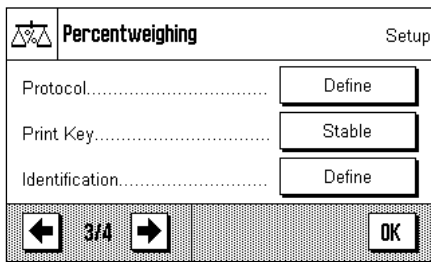 Percentweighing Setup
Protocol................................ Define
Print Key............................... Stable
Identification........................... Define
3/4 OK